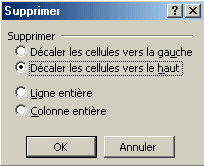 Supprimer
Supprimer
Décaler les cellules vers la gauche
Décaler les cellules vers le haut
Ligne entière
Colonne entière
OK
Annuler